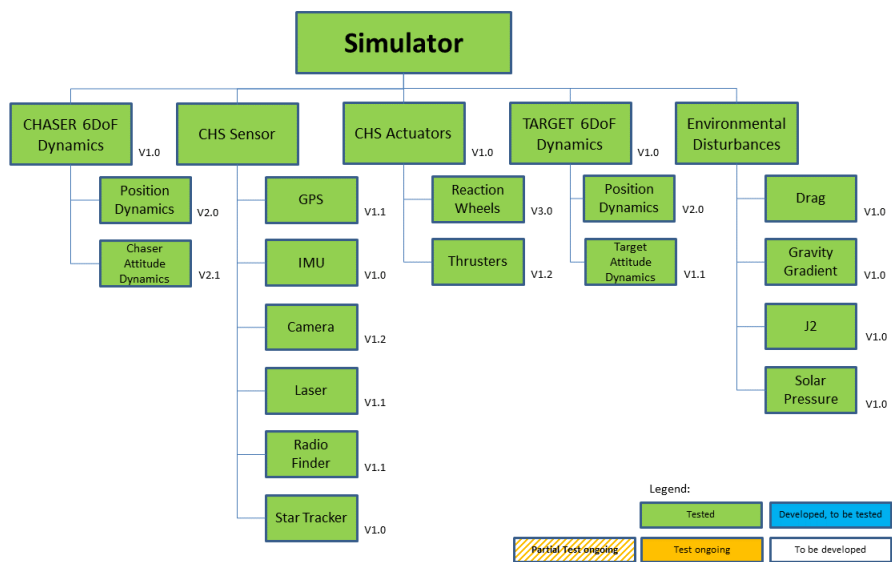 Simulator
CHASER 6DoF
Dynamics
V1.0
CHS Sensor
CHS Actuators
V1.0
TARGET 6DoF
Dynamics
V1.0
Environmental
Disturbances
Position
Dynamics
V2.0
Chaser
Attitude
Dynamics
V2.1
GPS
V1.1
IMU
V1.0
Camera
V1.2
Laser
V1.1
Radio
Finder
V1.1
Star Tracker
V1.0
Reaction
Wheels
V3.0
Thrusters
V1.2
Position
Dynamics
V2.0
Target
Attitude
Dynamics
V1.1
Drag
V1.0
Gravity
Gradient
V1.0
J2
V1.0
Solar
Pressure
V1.0
Legend:
Tested
Developed, to be tested
Partial Test ongoing
Test ongoing
To be developed